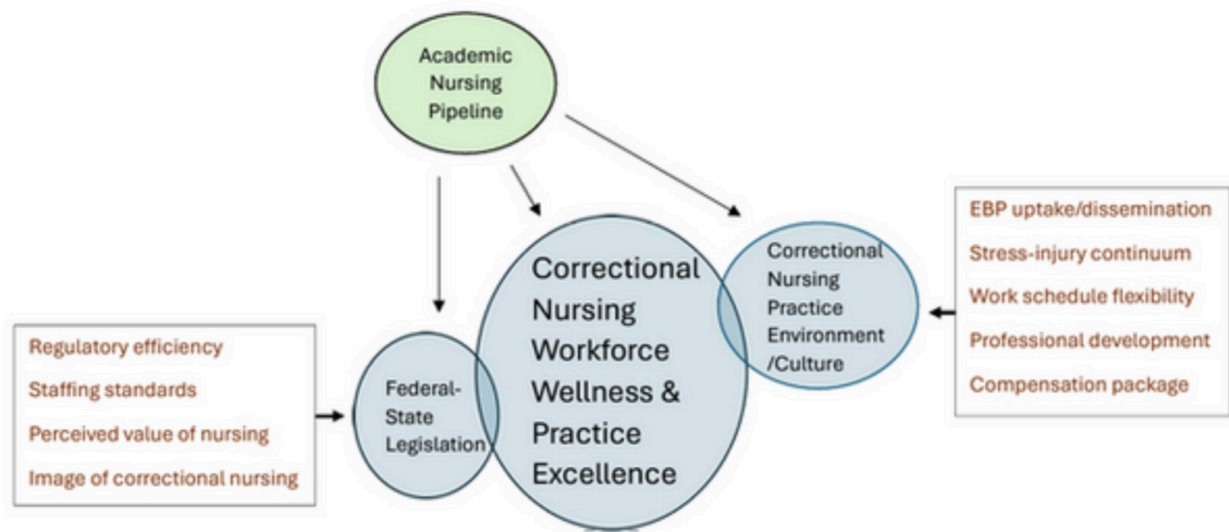 Academic
Nursing
Pipeline
Correctional
Nursing
Workforce
Wellness &
Practice
Excellence
Correctional
Nursing
Practice
Environment
/Culture
EBP uptake/dissemination
Stress-injury continuum
Work schedule flexibility
Professional development
Compensation package
Regulatory efficiency
Staffing standards
Perceived value of nursing
Image of correctional nursing
Federal-
State
Legislation